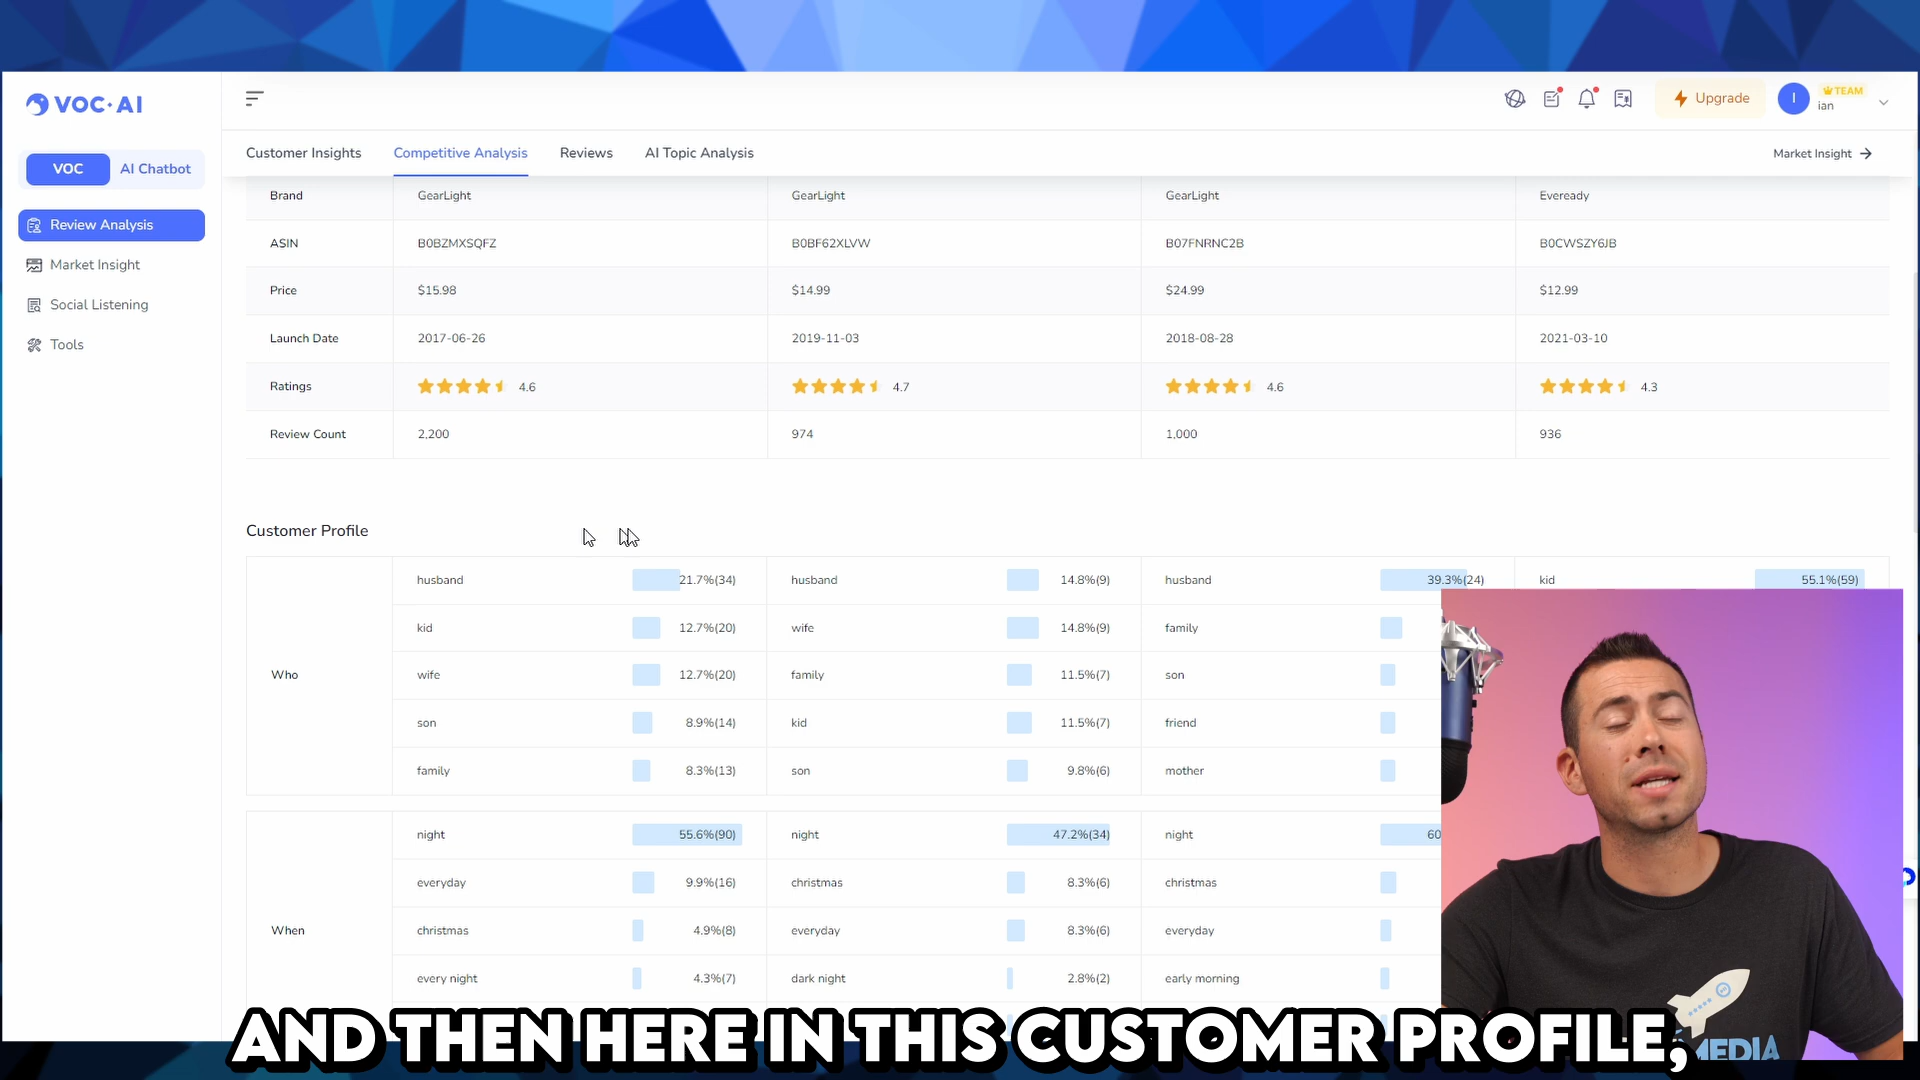 VOC·AI
Upgrade
I
TEAM
ian
VOC
AI Chatbot
Review Analysis
Market Insight
Social Listening
Tools
Customer Insights
Competitive Analysis
Reviews
AI Topic Analysis
Market Insight
Brand GearLight GearLight GearLight Eveready
ASIN B0BZMXSQFZ B0BF62XLVW B07FNRNC2B B0CWSZY6JB
Price $15.98 $14.99 $24.99 $12.99
Launch Date 2017-06-26 2019-11-03 2018-08-28 2021-03-10
Ratings 4.6 4.7 4.6 4.3
Review Count 2,200 974 1,000 936
Customer Profile
husband 21.7%(34) husband 14.8%(9) husband 39.3%(24) kid 55.1%(59)
kid 12.7%(20) wife 14.8%(9) family
Who wife 12.7%(20) family 11.5%(7) son
son 8.9%(14) kid 11.5%(7) friend
family 8.3%(13) son 9.8%(6) mother
night 55.6%(90) night 47.2%(34) night 60
everyday 9.9%(16) christmas 8.3%(6) christmas
When christmas 4.9%(8) everyday 8.3%(6) everyday
every night 4.3%(7) dark night 2.8%(2) early morning
AND THEN HERE IN THIS CUSTOMER PROFILE,
MEDIA